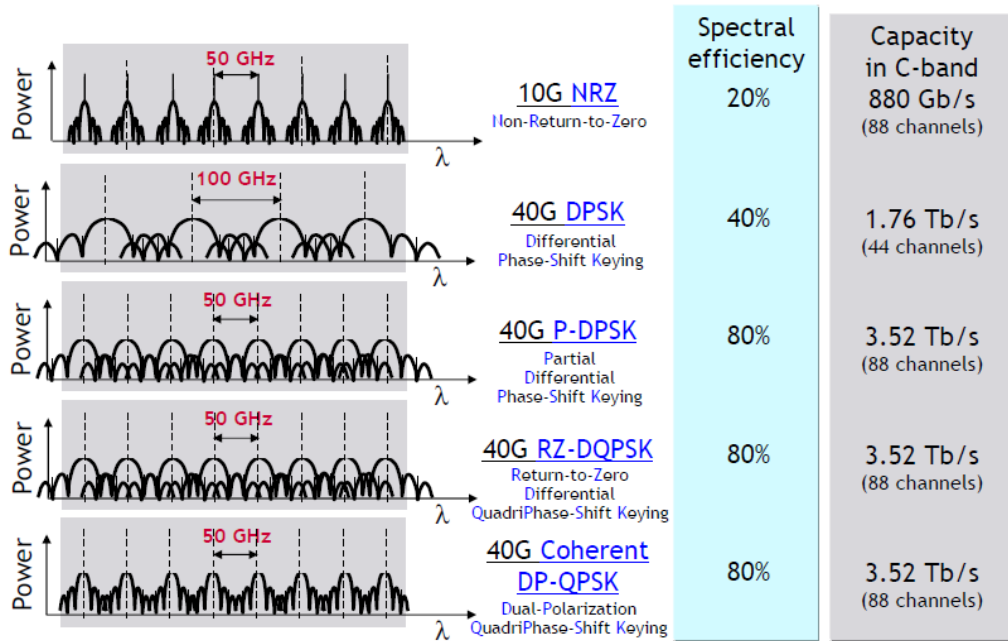 Spectral
efficiency
Capacity
in C-band
Power
50 GHz
λ
10G NRZ
Non-Return-to-Zero
20%
880 Gb/s
(88 channels)
Power
100 GHz
λ
40G DPSK
Differential
Phase-Shift Keying
40%
1.76 Tb/s
(44 channels)
Power
50 GHz
λ
40G P-DPSK
Partial
Differential
Phase-Shift Keying
80%
3.52 Tb/s
(88 channels)
Power
50 GHz
λ
40G RZ-DQPSK
Return-to-Zero
Differential
QuadriPhase-Shift Keying
80%
3.52 Tb/s
(88 channels)
Power
50 GHz
λ
40G Coherent
DP-QPSK
Dual-Polarization
QuadriPhase-Shift Keying
80%
3.52 Tb/s
(88 channels)